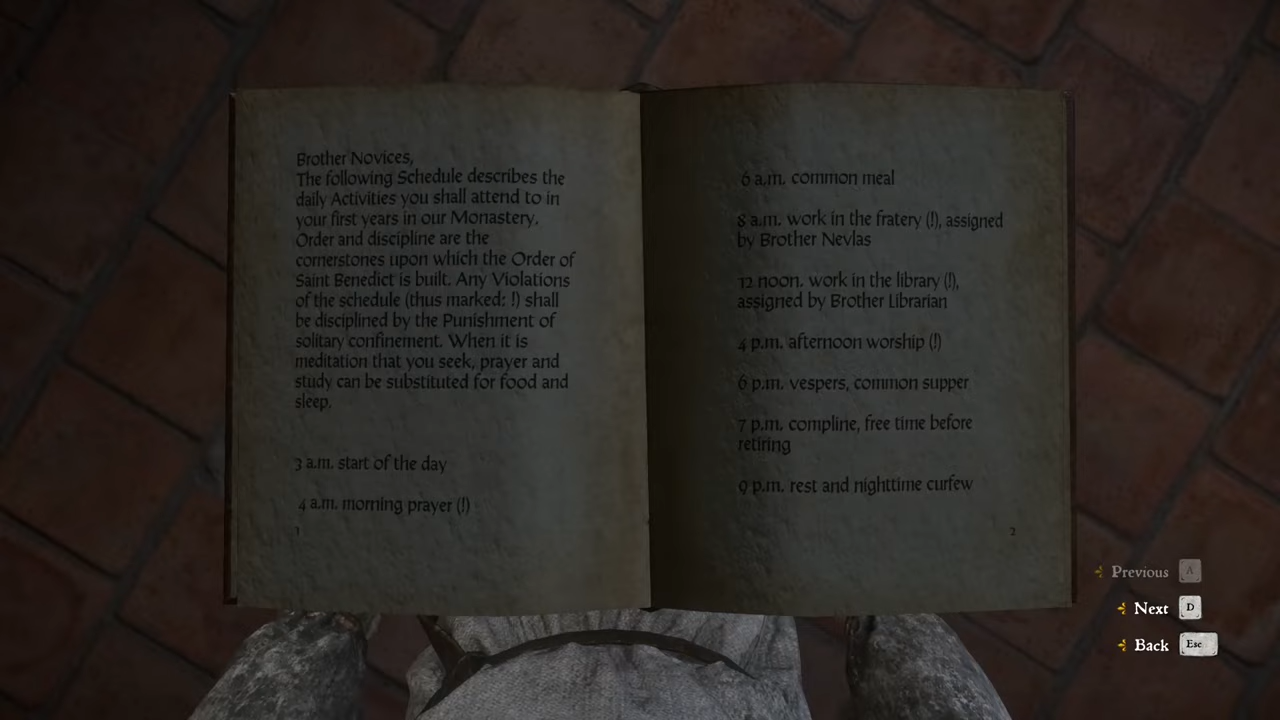 Brother Novices,
The following Schedule describes the
daily Activities you shall attend to in
your first years in our Monastery.
Order and discipline are the
cornerstones upon which the Order of
Saint Benedict is built. Any Violations
of the schedule (thus marked: !) shall
be disciplined by the Punishment of
solitary confinement. When it is
meditation that you seek, prayer and
study can be substituted for food and
sleep.
3 a.m. start of the day
4 a.m. morning prayer (!)
1
6 a.m. common meal
8 a.m. work in the fratery (!), assigned
by Brother Nevlas
12 noon. work in the library (!),
assigned by Brother Librarian
4 p.m. afternoon worship (!)
6 p.m. vespers, common supper
7 p.m. compline, free time before
retiring
9 p.m. rest and nighttime curfew
2
Previous A
Next D
Back Esc